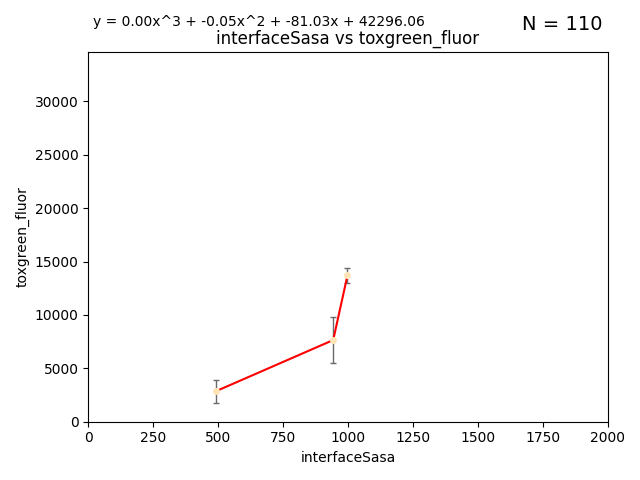 y = 0.00x^3 + -0.05x^2 + -81.03x + 42296.06
N = 110
interfaceSasa vs toxgreen_fluor
30000
25000
20000
15000
10000
5000
0
toxgreen_fluor
0 250 500 750 1000 1250 1500 1750 2000
interfaceSasa